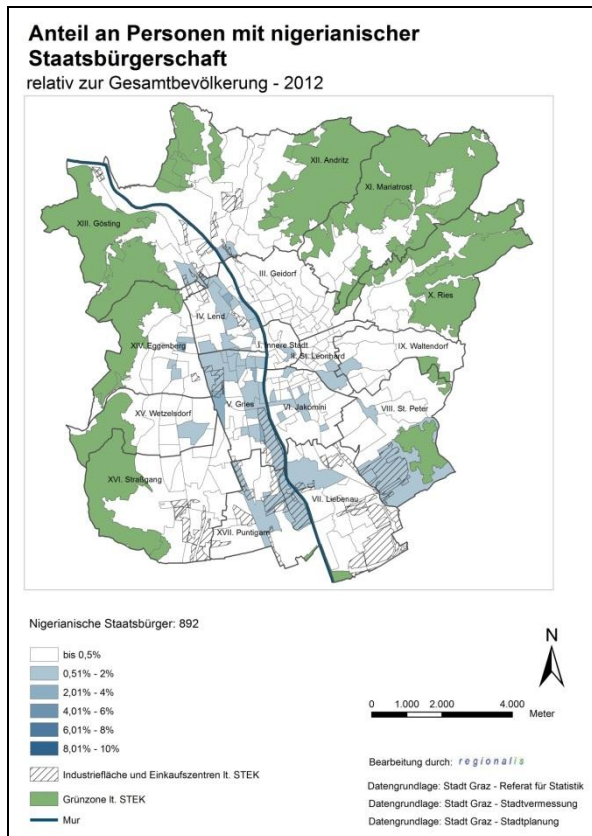 Anteil an Personen mit nigerianischer
Staatsbürgerschaft
relativ zur Gesamtbevölkerung - 2012
XII. Andritz
XI. Mariatrost
XIII. Gösting
III. Geidorf
X. Ries
IV. Lend
I. Innere Stadt
XIV. Eggenberg
II. St. Leonhard
IX. Waltendorf
V. Gries
VI. Jakomini
VIII. St. Peter
XV. Wetzelsdorf
XVI. Straßgang
VII. Liebenau
XVII. Puntigam
Nigerianische Staatsbürger: 892
bis 0,5%
0,51% - 2%
2,01% - 4%
4,01% - 6%
6,01% - 8%
8,01% - 10%
Industriefläche und Einkaufszentren lt. STEK
Grünzone lt. STEK
Mur
N
0 1.000 2.000 4.000
Meter
Bearbeitung durch: regionalis
Datengrundlage: Stadt Graz - Referat für Statistik
Datengrundlage: Stadt Graz - Stadtvermessung
Datengrundlage: Stadt Graz - Stadtplanung